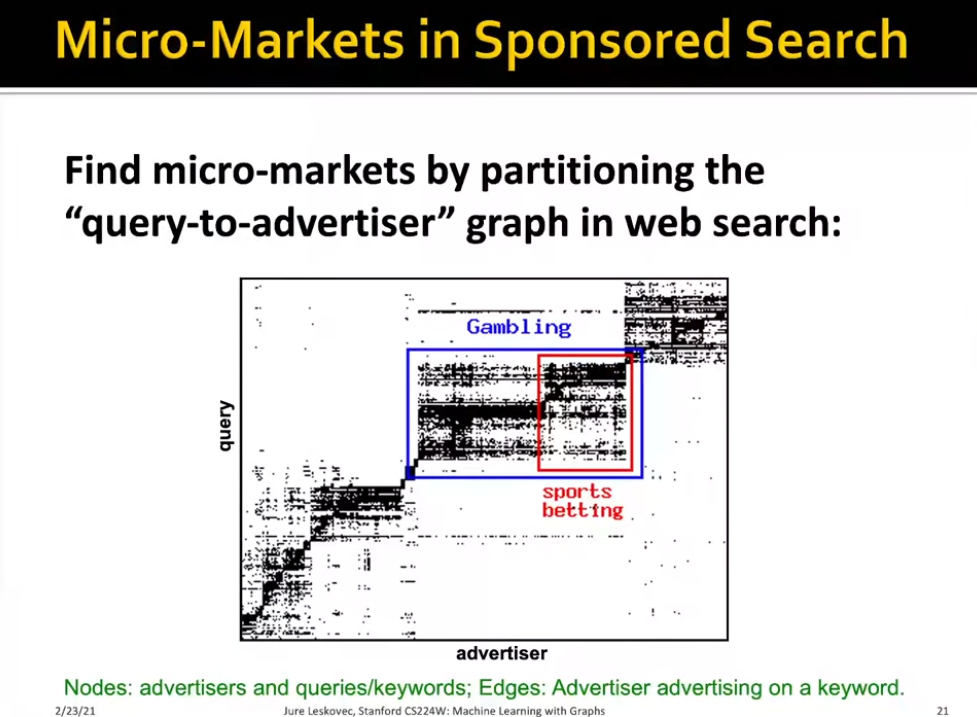 Micro-Markets in Sponsored Search
Find micro-markets by partitioning the
“query-to-advertiser” graph in web search:
Gambling
query
sports
betting
advertiser
Nodes: advertisers and queries/keywords; Edges: Advertiser advertising on a keyword.
2/23/21
Jure Leskovec, Stanford CS224W: Machine Learning with Graphs
21